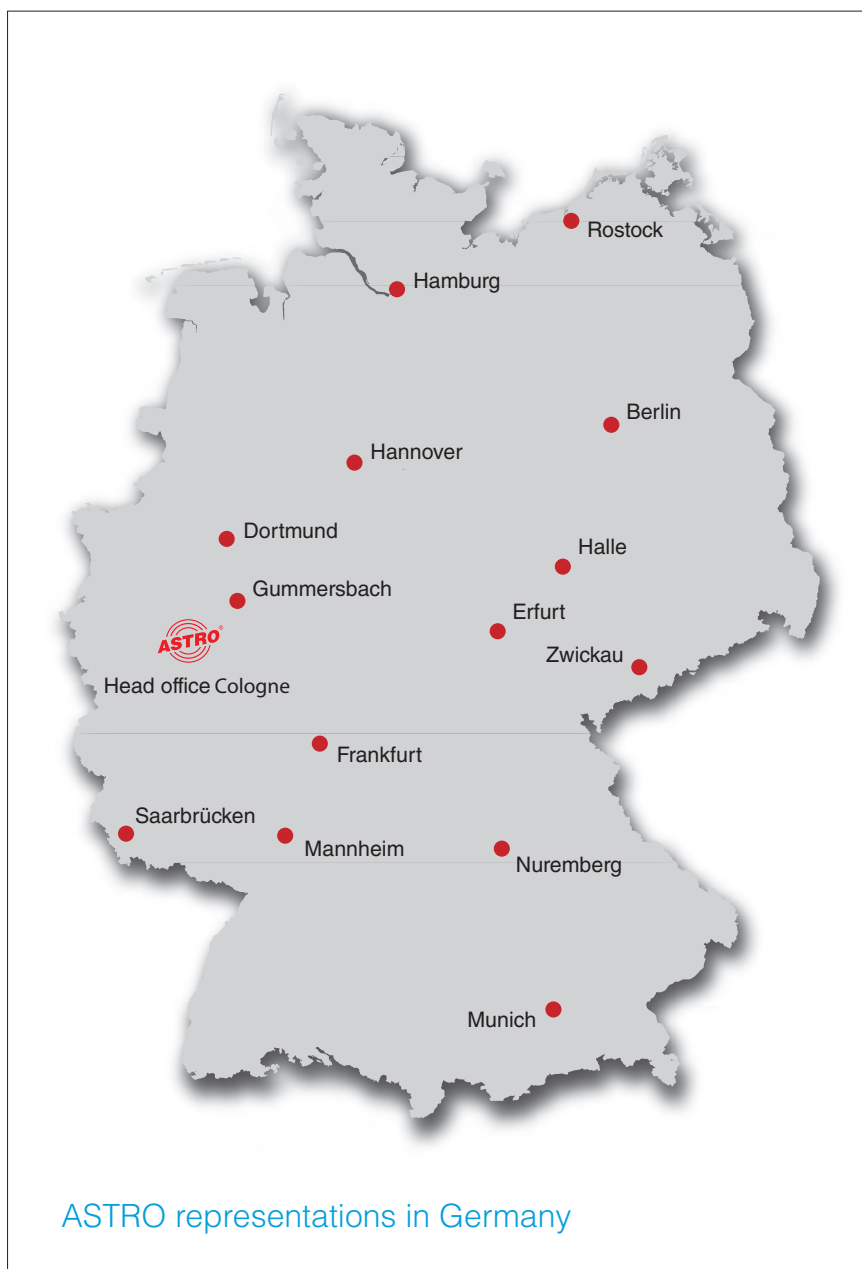 Rostock
Hamburg
Berlin
Hannover
Dortmund
Halle
Gummersbach
Erfurt
ASTRO®
Zwickau
Head office Cologne
Frankfurt
Saarbrücken
Mannheim
Nuremberg
Munich
ASTRO representations in Germany